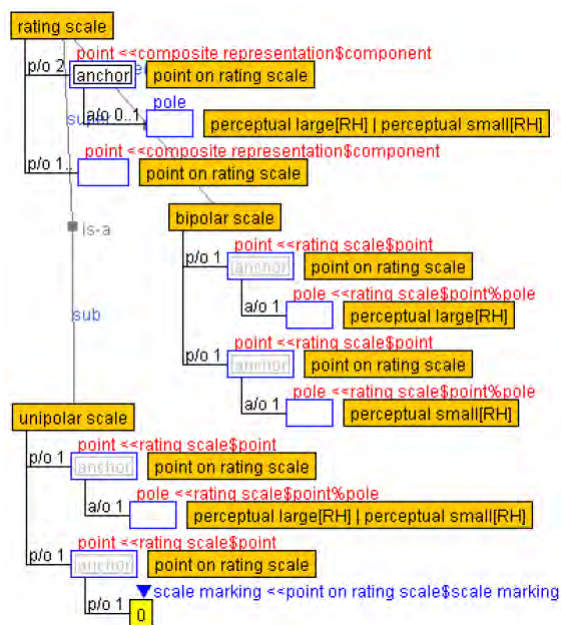 rating scale
point <<composite representation$component
p/o 2 anchor point on rating scale
pole
a/o 0..1 perceptual large[RH] | perceptual small[RH]
point <<composite representation$component
p/o 1.. point on rating scale
bipolar scale
is-a
point <<rating scale$point
p/o 1 anchor point on rating scale
pole <<rating scale$point%pole
a/o 1 perceptual large[RH]
sub
point <<rating scale$point
p/o 1 anchor point on rating scale
pole <<rating scale$point%pole
a/o 1 perceptual small[RH]
unipolar scale
point <<rating scale$point
p/o 1 anchor point on rating scale
pole <<rating scale$point%pole
a/o 1 perceptual large[RH] | perceptual small[RH]
point <<rating scale$point
p/o 1 anchor point on rating scale
scale marking <<point on rating scale$scale marking
p/o 1 0